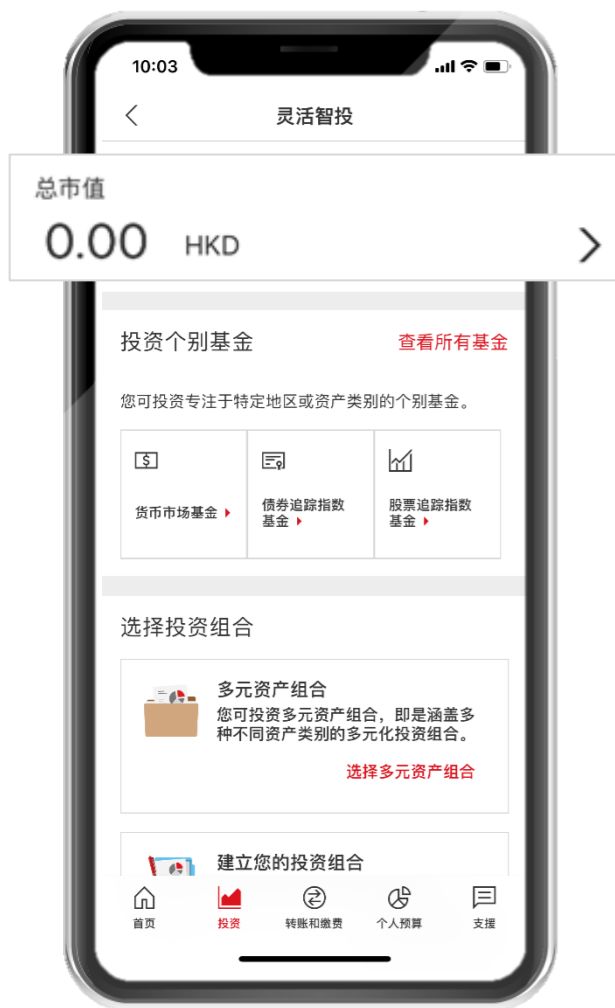 10:03
灵活智投
总市值
0.00 HKD
投资个别基金 查看所有基金
您可投资专注于特定地区或资产类别的个别基金。
货币市场基金
债券追踪指数
基金
股票追踪指数
基金
选择投资组合
多元资产组合
您可投资多元资产组合，即是涵盖多
种不同资产类别的多元化投资组合。
选择多元资产组合
建立您的投资组合
首页 投资 转账和缴费 个人预算 支援